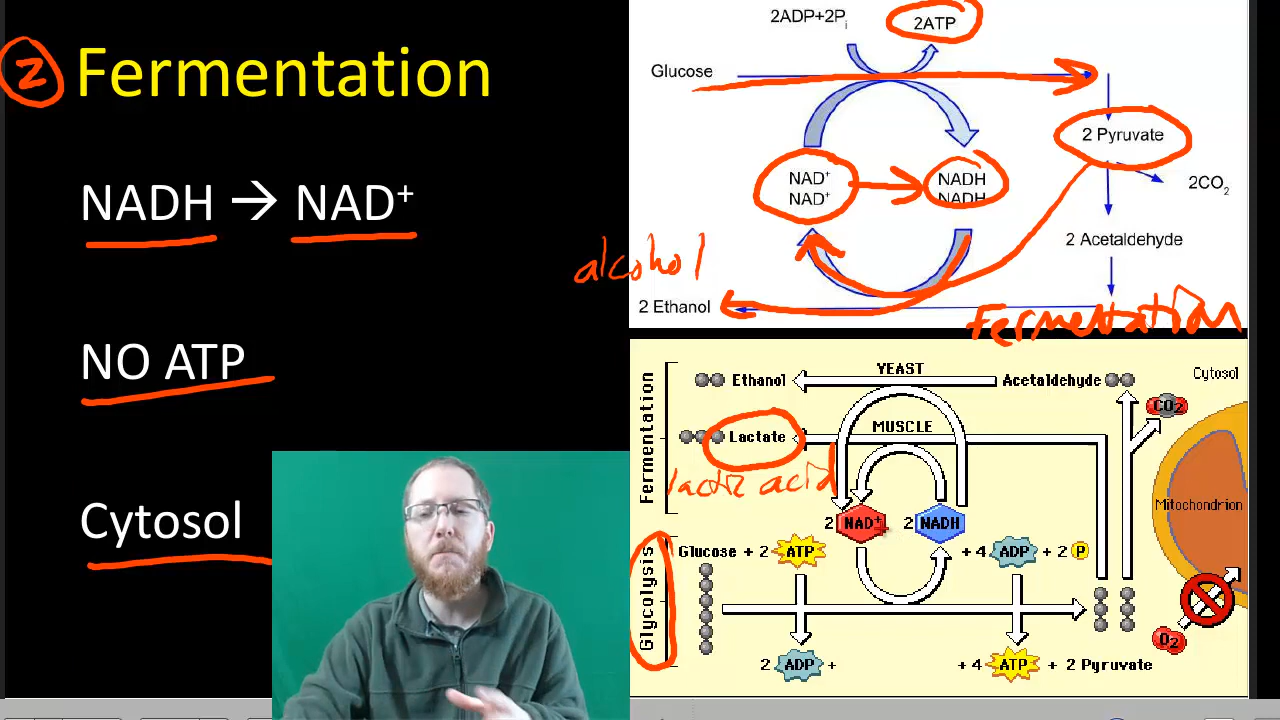 2 Fermentation
NADH → NAD⁺
NO ATP
Cytosol
2ADP+2Pᵢ
2ATP
Glucose
2 Pyruvate
NAD⁺
NAD⁺
NADH
NADH
2CO₂
2 Acetaldehyde
alcohol
2 Ethanol
Fermentation
Fermentation
Ethanol
YEAST
Acetaldehyde
Cytosol
CO2
Lactate
MUSCLE
lactic acid
Mitochondrion
2 NAD⁺
2 NADH
Glycolysis
Glucose + 2 ATP
+ 4 ADP + 2 P
O2
2 ADP +
+ 4 ATP + 2 Pyruvate